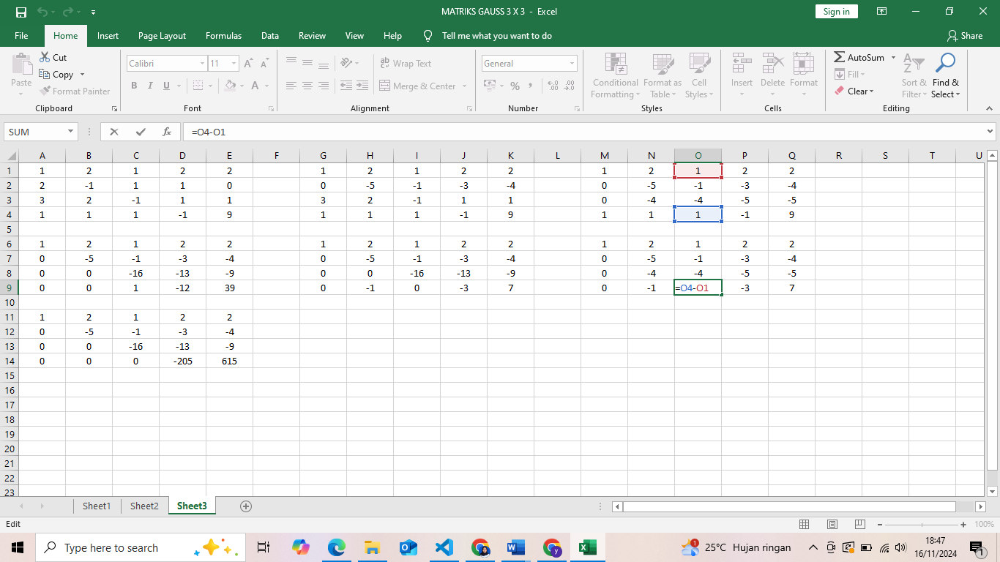 MATRIKS GAUSS 3 X 3 - Excel
Sign in
File Home Insert Page Layout Formulas Data Review View Help Tell me what you want to do Share
Paste
Cut
Copy
Format Painter
Clipboard
Calibri 11
B I U
Font
Wrap Text
Merge & Center
Alignment
General
Number
Conditional Formatting
Format as Table
Cell Styles
Styles
Insert Delete Format
Cells
AutoSum
Fill
Clear
Sort & Filter
Find & Select
Editing
SUM fx =O4-O1
A B C D E F G H I J K L M N O P Q R S T U
1 1 2 1 2 2 1 2 1 2 2 1 2 1 2 2
2 2 -1 1 1 0 0 -5 -1 -3 -4 0 -5 -1 -3 -4
3 3 2 -1 1 1 3 2 -1 1 1 0 -4 -4 -5 -5
4 1 1 1 -1 9 1 1 1 -1 9 1 1 1 -1 9
5
6 1 2 1 2 2 1 2 1 2 2 1 2 1 2 2
7 0 -5 -1 -3 -4 0 -5 -1 -3 -4 0 -5 -1 -3 -4
8 0 0 -16 -13 -9 0 0 -16 -13 -9 0 -4 -4 -5 -5
9 0 0 1 -12 39 0 -1 0 -3 7 0 -1 =O4-O1 -3 7
10
11 1 2 1 2 2
12 0 -5 -1 -3 -4
13 0 0 -16 -13 -9
14 0 0 0 -205 615
15
16
17
18
19
20
21
22
23
Sheet1 Sheet2 Sheet3
Edit 100%
Type here to search
25°C Hujan ringan
18:47
16/11/2024